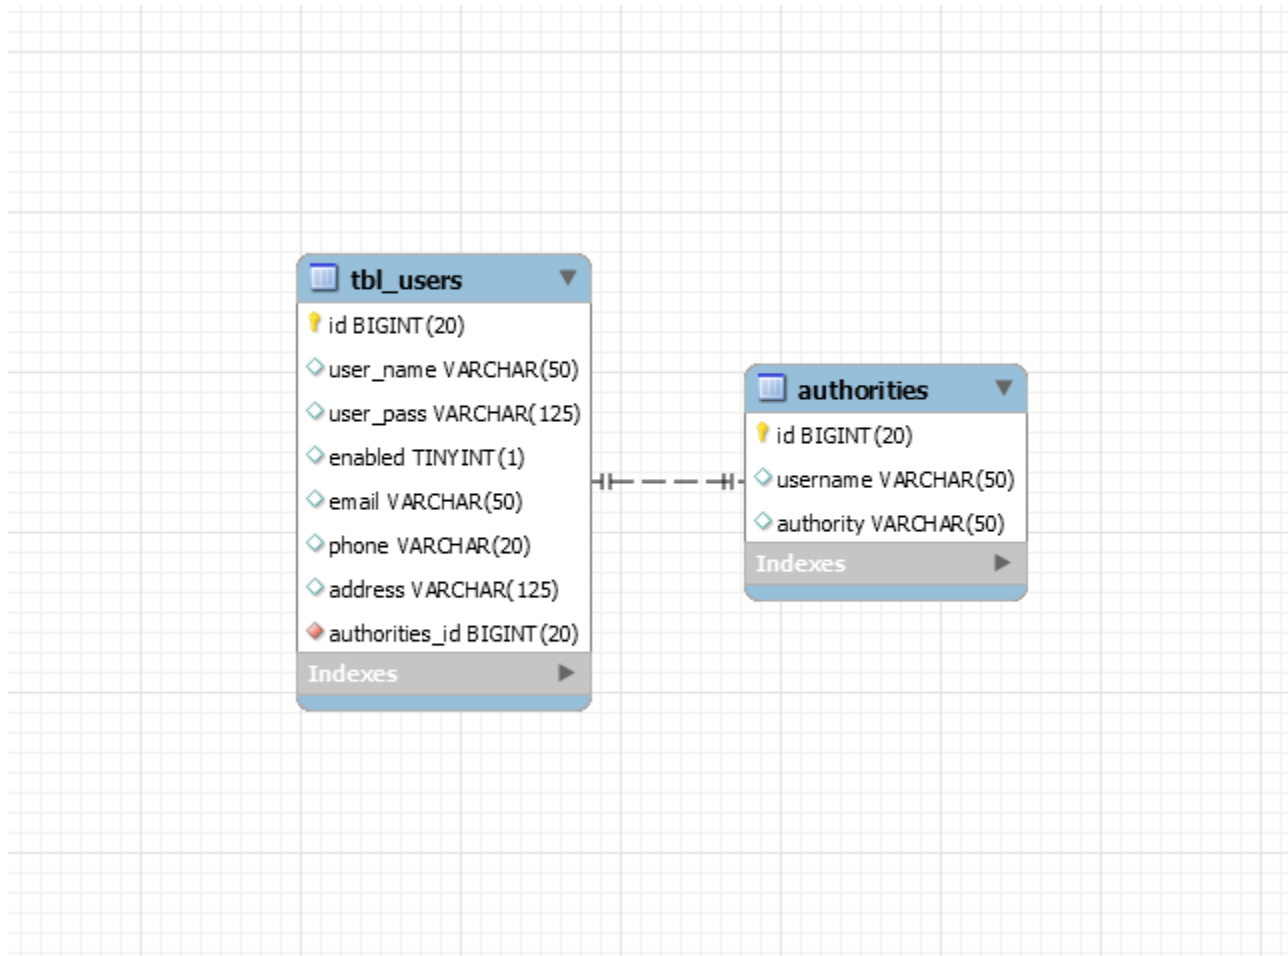 tbl_users
id BIGINT(20)
user_name VARCHAR(50)
user_pass VARCHAR(125)
enabled TINYINT(1)
email VARCHAR(50)
phone VARCHAR(20)
address VARCHAR(125)
authorities_id BIGINT(20)
Indexes
authorities
id BIGINT(20)
username VARCHAR(50)
authority VARCHAR(50)
Indexes